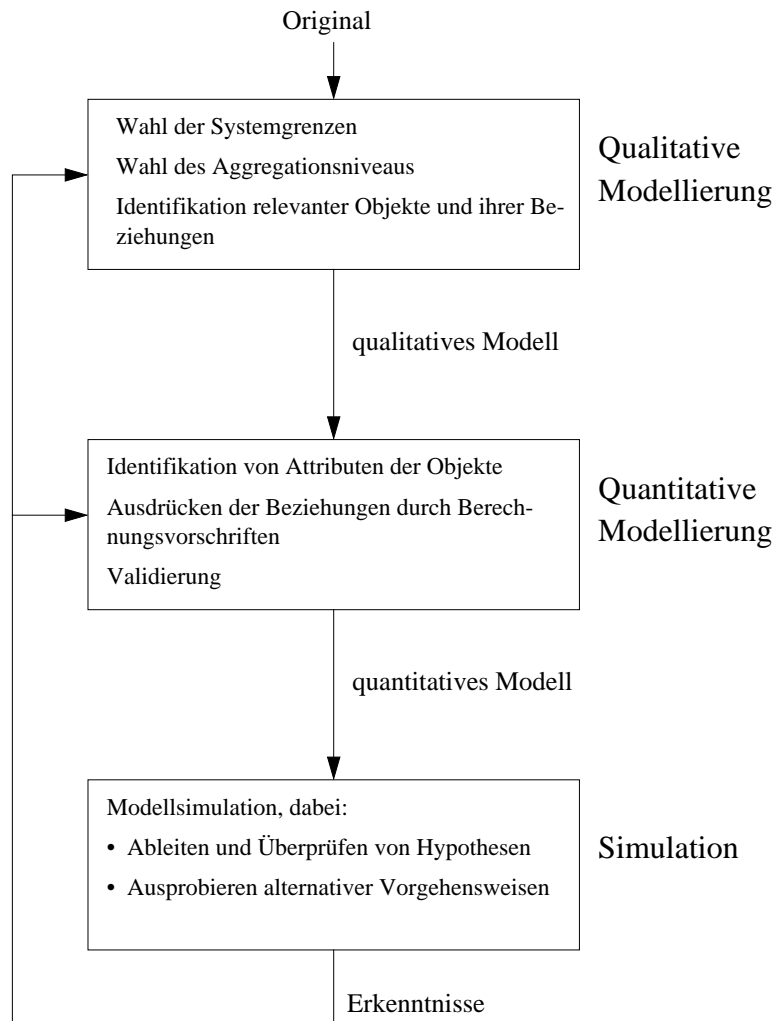 Original
Wahl der Systemgrenzen
Wahl des Aggregationsniveaus
Identifikation relevanter Objekte und ihrer Be-
ziehungen
Qualitative
Modellierung
qualitatives Modell
Identifikation von Attributen der Objekte
Ausdrücken der Beziehungen durch Berech-
nungsvorschriften
Validierung
Quantitative
Modellierung
quantitatives Modell
Modellsimulation, dabei:
• Ableiten und Überprüfen von Hypothesen
• Ausprobieren alternativer Vorgehensweisen
Simulation
Erkenntnisse